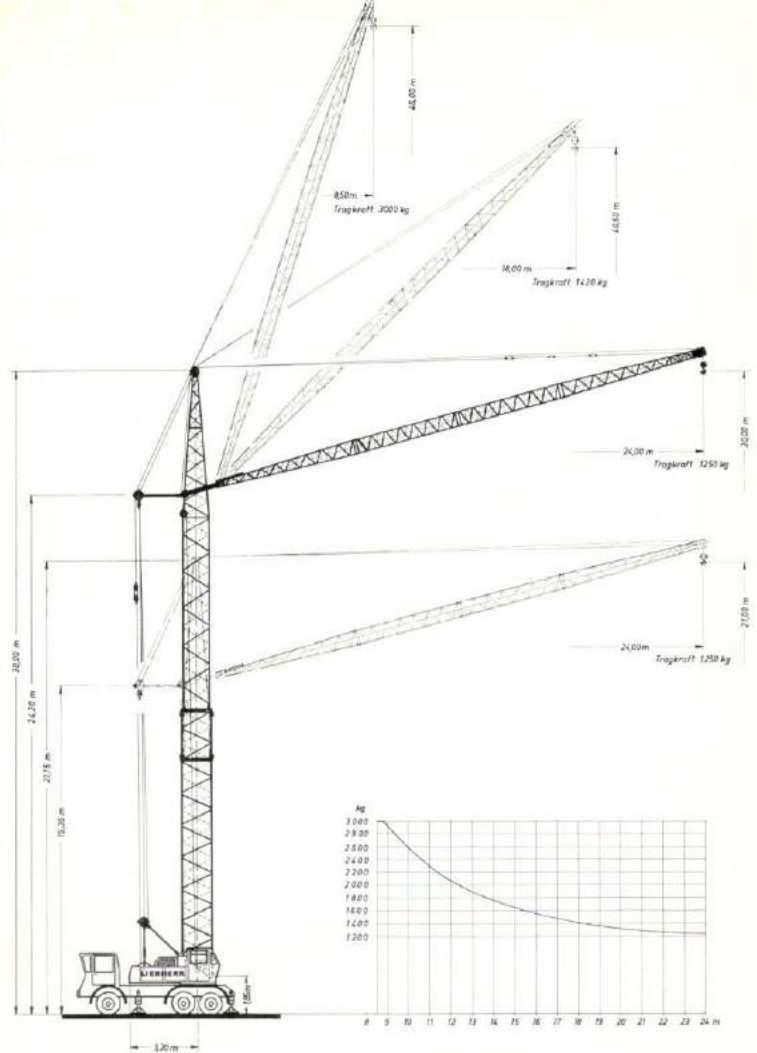 48,00 m
8,50 m
Tragkraft 3000 kg
40,60 m
18,00 m
Tragkraft 1420 kg
24,00 m
Tragkraft 1250 kg
30,00 m
24,00 m
Tragkraft 1250 kg
21,00 m
30,00 m
24,20 m
21,15 m
LIEBHERR
1,85m
3,20 m
kg
3000
2800
2600
2400
2200
2000
1800
1600
1400
1200
8 9 10 11 12 13 14 15 16 17 18 19 20 21 22 23 24 m